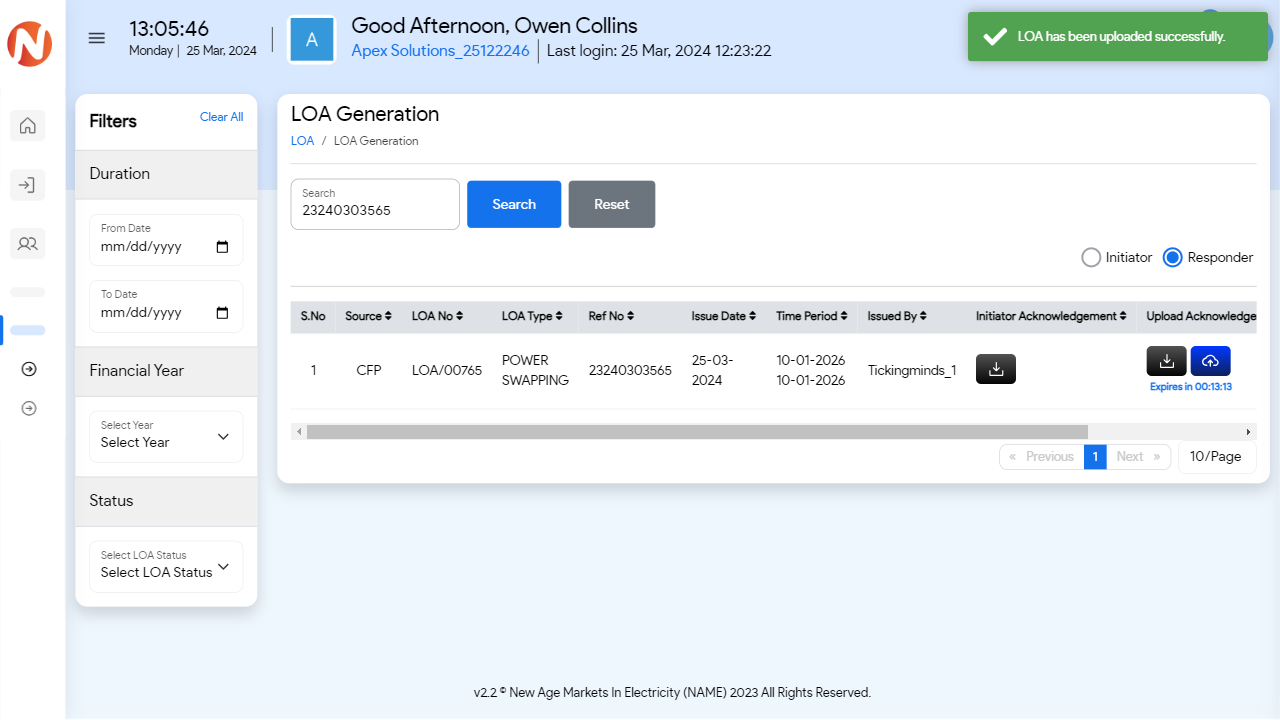 13:05:46
Monday | 25 Mar, 2024
A
Good Afternoon, Owen Collins
Apex Solutions_25122246 | Last login: 25 Mar, 2024 12:23:22
LOA has been uploaded successfully.
Filters
Clear All
Duration
From Date
mm/dd/yyyy
To Date
mm/dd/yyyy
Financial Year
Select Year
Select Year
Status
Select LOA Status
Select LOA Status
LOA Generation
LOA / LOA Generation
Search
23240303565
Search
Reset
Initiator
Responder
S.No Source LOA No LOA Type Ref No Issue Date Time Period Issued By Initiator Acknowledgement Upload Acknowledge
1 CFP LOA/00765 POWER SWAPPING 23240303565 25-03-2024 10-01-2026 10-01-2026 Tickingminds_1
Expires in 00:13:13
« Previous 1 Next »
10/Page
v2.2 © New Age Markets In Electricity (NAME) 2023 All Rights Reserved.